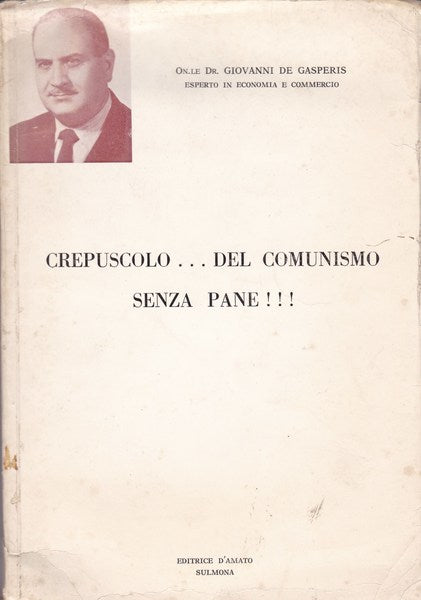 On.le Dr. GIOVANNI DE GASPERIS
ESPERTO IN ECONOMIA E COMMERCIO
CREPUSCOLO . . . DEL COMUNISMO
SENZA PANE ! ! !
EDITRICE D'AMATO
SULMONA